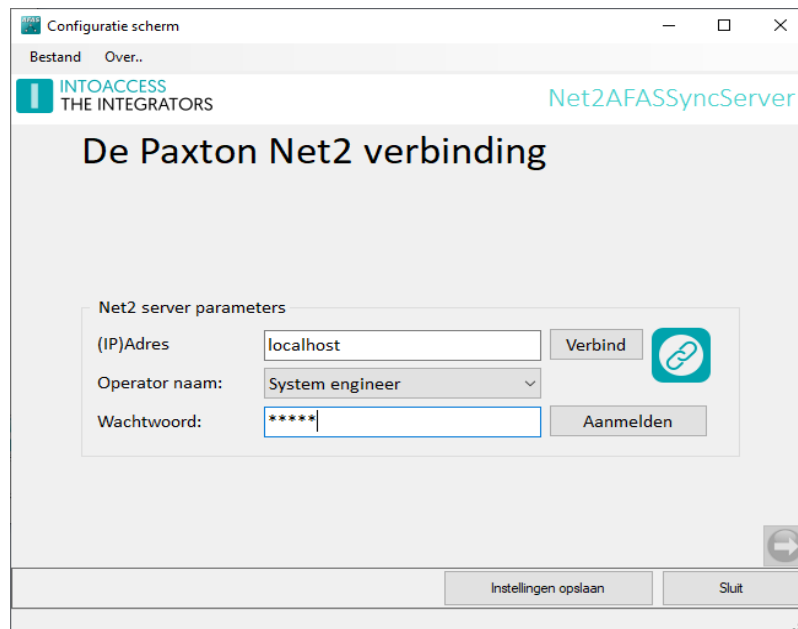 Configuratie scherm
Bestand Over..
INTOACCESS
THE INTEGRATORS
Net2AFASSyncServer
De Paxton Net2 verbinding
Net2 server parameters
(IP)Adres localhost Verbind
Operator naam: System engineer
Wachtwoord: ***** Aanmelden
Instellingen opslaan Sluit